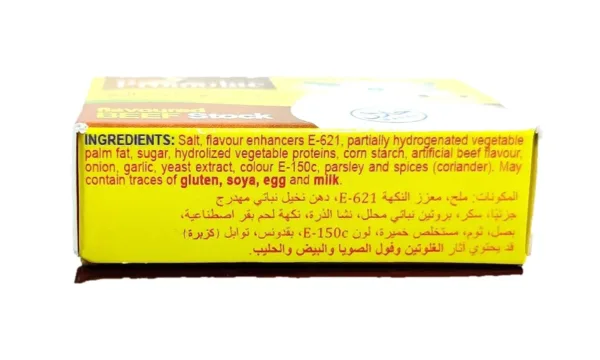 flavoured
BEEF Stock
INGREDIENTS: Salt, flavour enhancers E-621, partially hydrogenated vegetable
palm fat, sugar, hydrolized vegetable proteins, corn starch, artificial beef flavour,
onion, garlic, yeast extract, colour E-150c, parsley and spices (coriander). May
contain traces of gluten, soya, egg and milk.
المكونات: ملح، معزز النكهة E-621، دهن نخيل نباتي مهدرج
جزئيًا، سكر، بروتين نباتي محلل، نشا الذرة، نكهة لحم بقر اصطناعية،
بصل، ثوم، مستخلص خميرة، لون E-150c، بقدونس، توابل (كزبرة)
قد يحتوي آثار الغلوتين وفول الصويا والبيض والحليب.